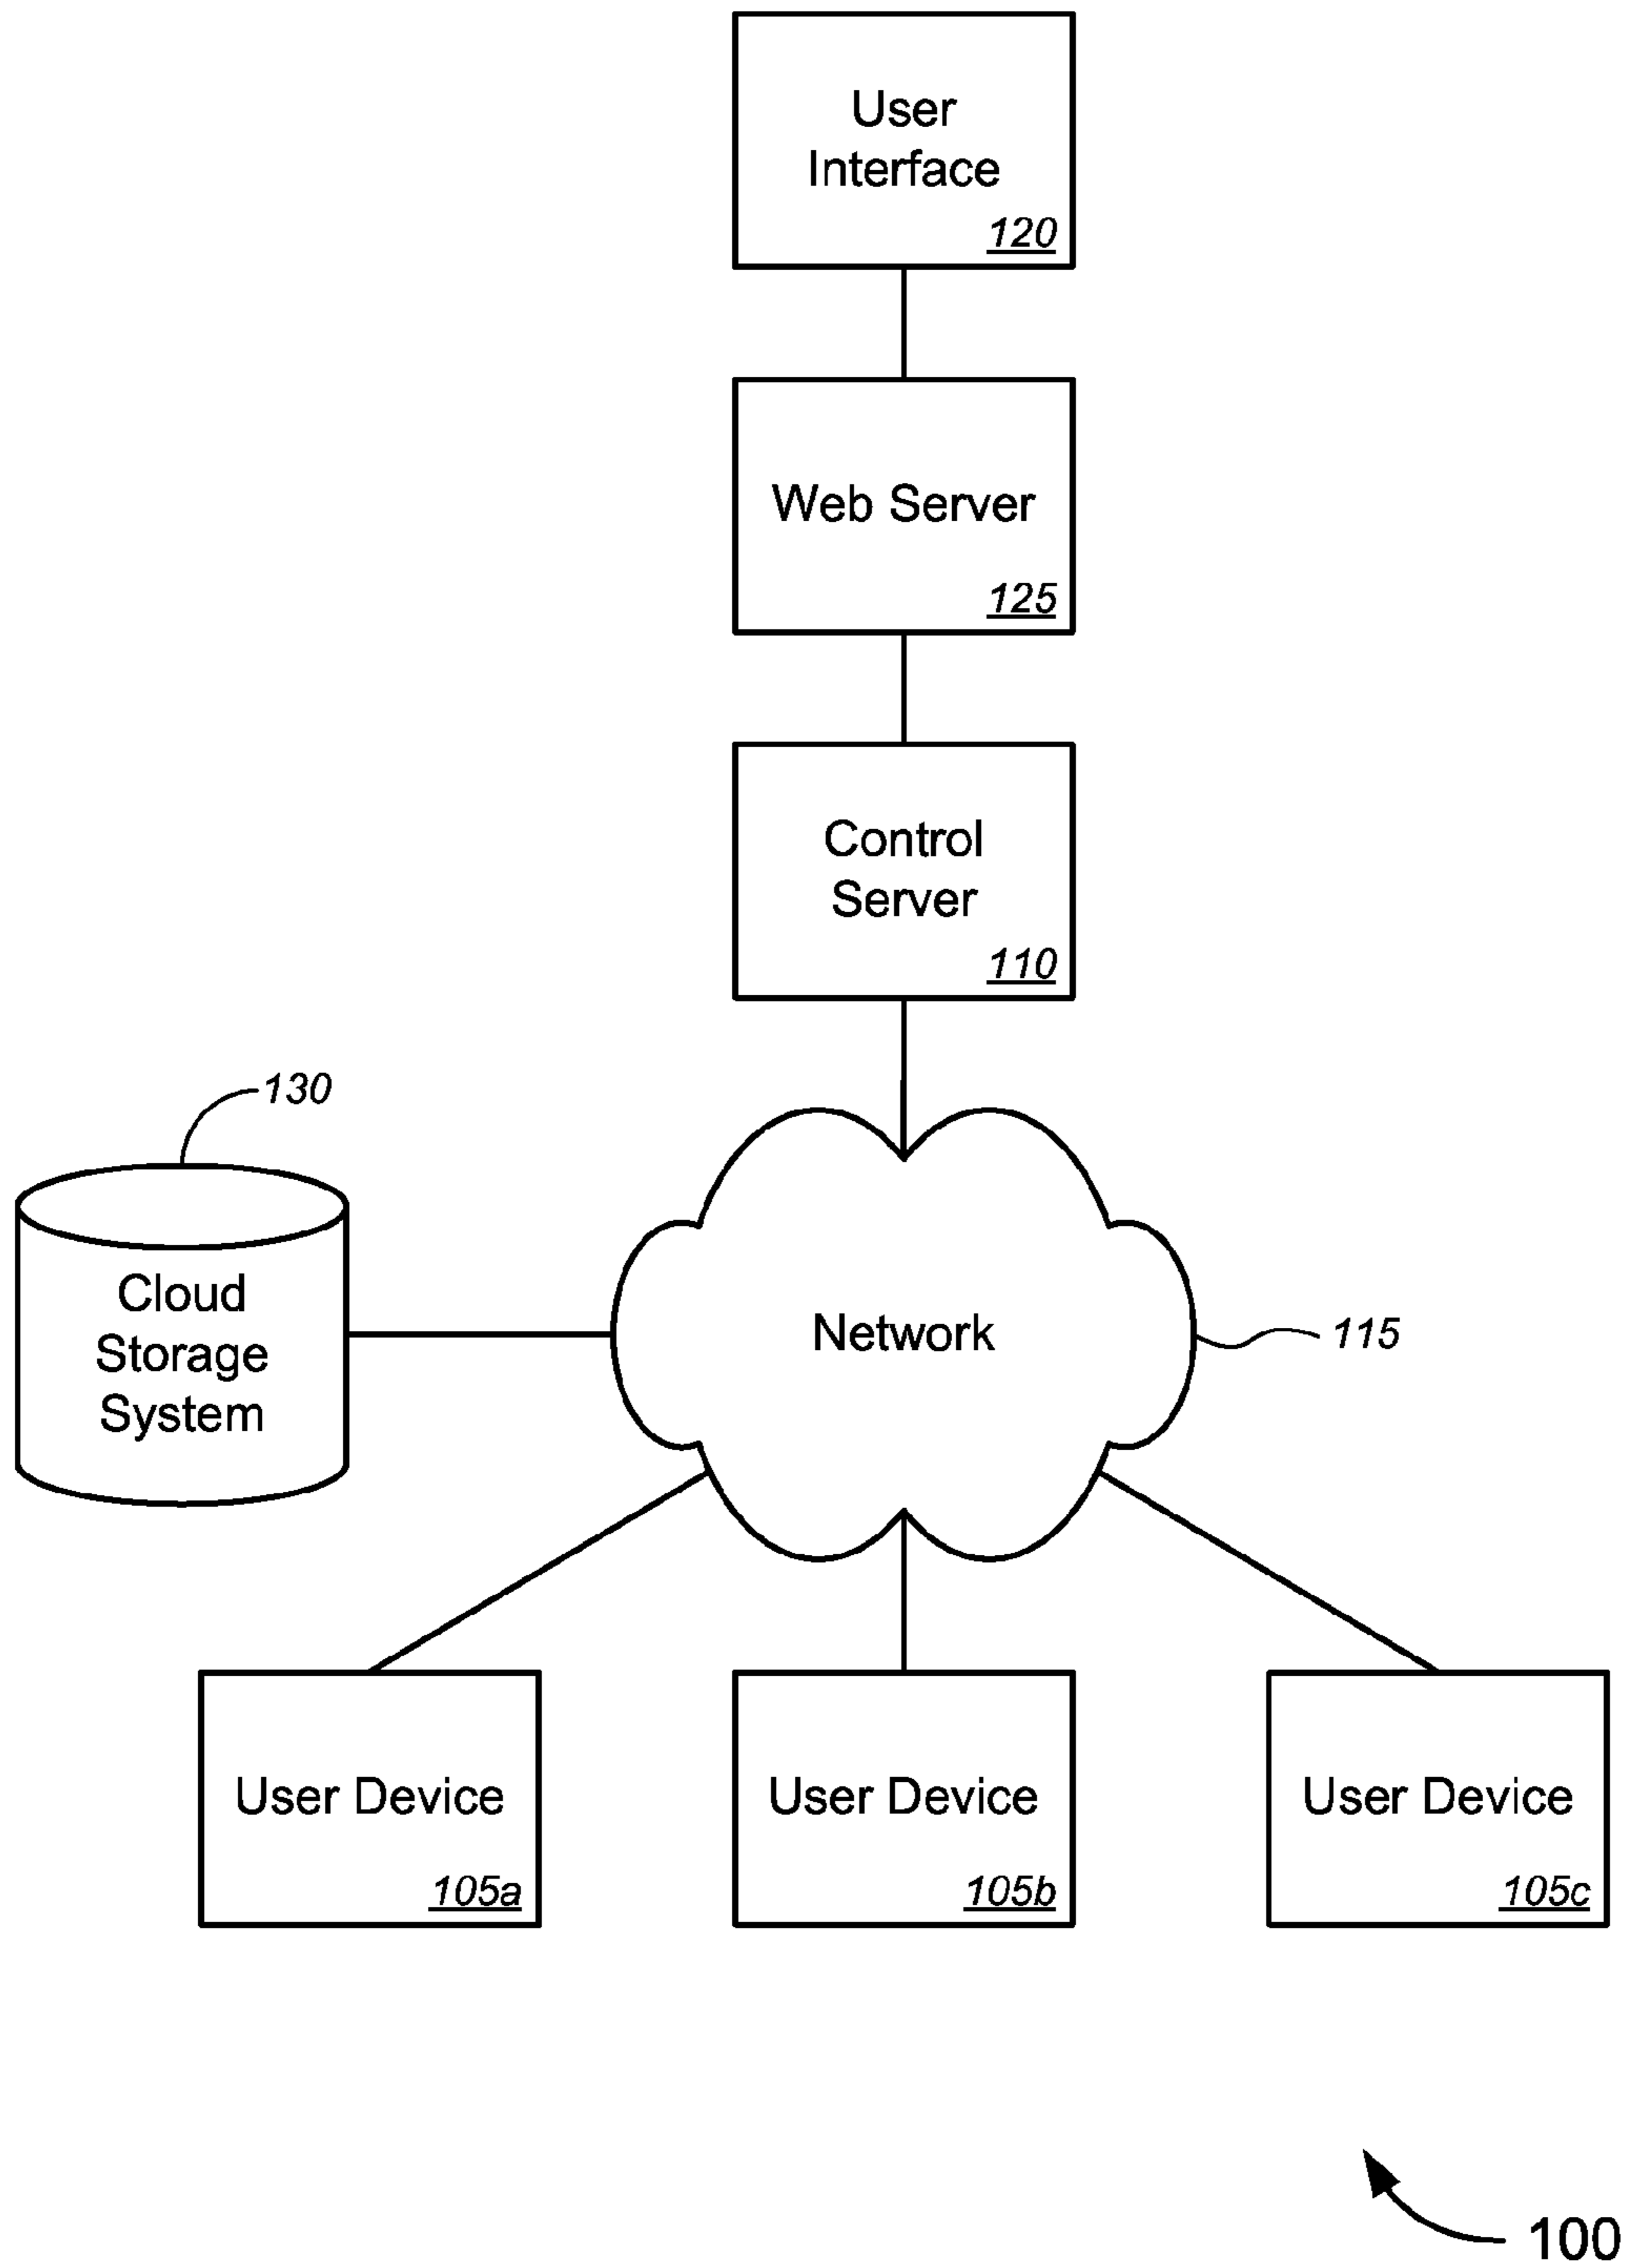 User
Interface
120
Web Server
125
Control
Server
110
130
Cloud
Storage
System
Network
115
User Device
105a
User Device
105b
User Device
105c
100